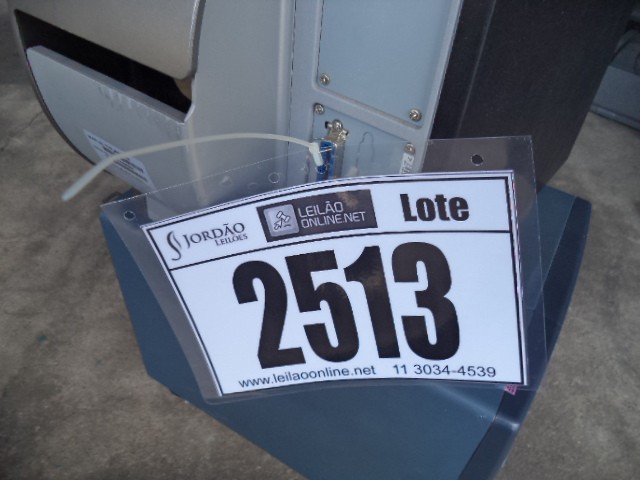 JORDÃO
LEILÕES
LEILÃO
ONLINE.NET
Lote
2513
www.leilaoonline.net 11 3034-4539